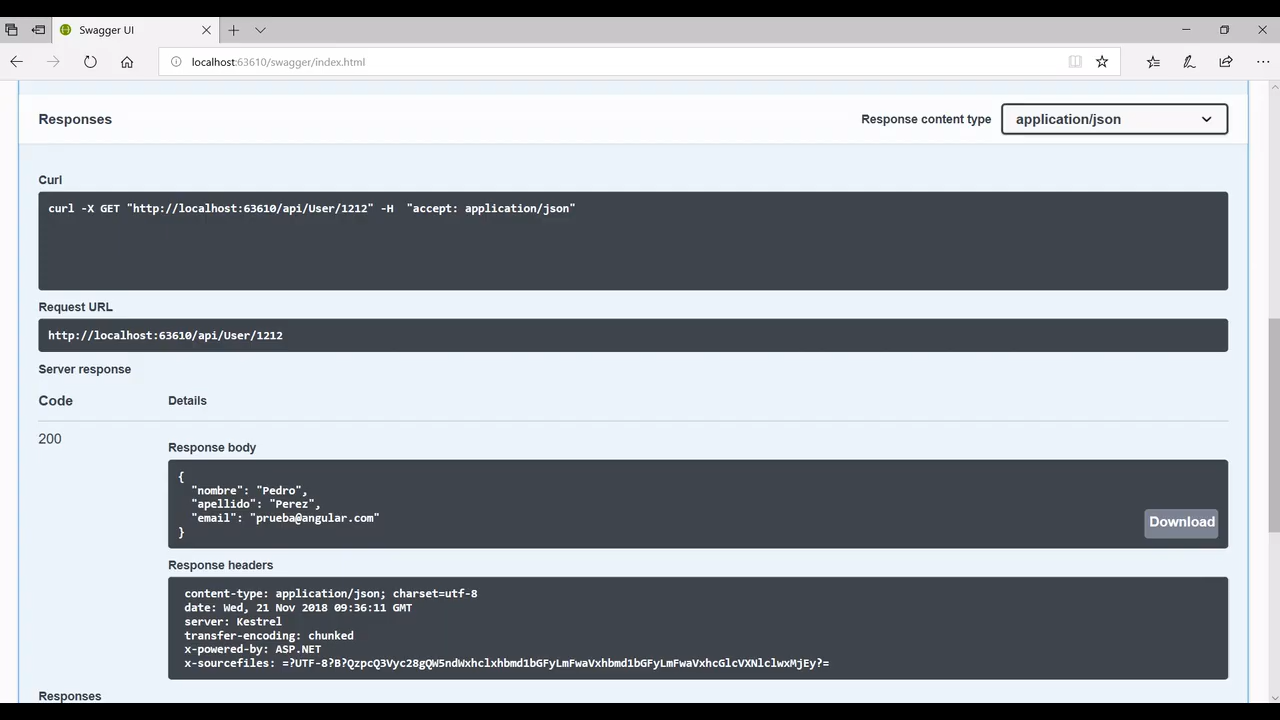 Swagger UI
localhost:63610/swagger/index.html
Responses
Response content type
application/json
Curl
curl -X GET "http://localhost:63610/api/User/1212" -H  "accept: application/json"
Request URL
http://localhost:63610/api/User/1212
Server response
Code
Details
200
Response body
{
"nombre": "Pedro",
"apellido": "Perez",
"email": "prueba@angular.com"
}
Download
Response headers
content-type: application/json; charset=utf-8
date: Wed, 21 Nov 2018 09:36:11 GMT
server: Kestrel
transfer-encoding: chunked
x-powered-by: ASP.NET
x-sourcefiles: =?UTF-8?B?QzpcQ3Vyc28gQW5ndWxhclxhbmd1bGFyLmFwaVxhbmd1bGFyLmFwaVxhcGlcVXNlclwxMjEy?=
Responses